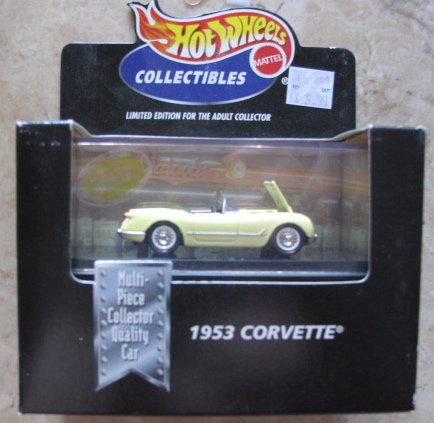 Hot Wheels
MATTEL
COLLECTIBLES®
LIMITED EDITION FOR THE ADULT COLLECTOR
Multi-
Piece
Collector
Quality
Car
1953 CORVETTE®